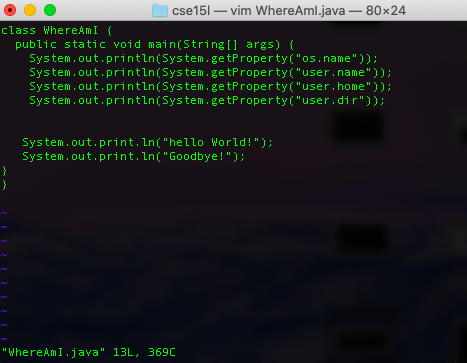 cse15l — vim WhereAmI.java — 80×24
class WhereAmI {
  public static void main(String[] args) {
    System.out.println(System.getProperty("os.name"));
    System.out.println(System.getProperty("user.name"));
    System.out.println(System.getProperty("user.home"));
    System.out.println(System.getProperty("user.dir"));
   System.out.print.ln("hello World!");
   System.out.print.ln("Goodbye!");
}
}
~
~
~
~
~
~
~
~
~
~
"WhereAmI.java" 13L, 369C